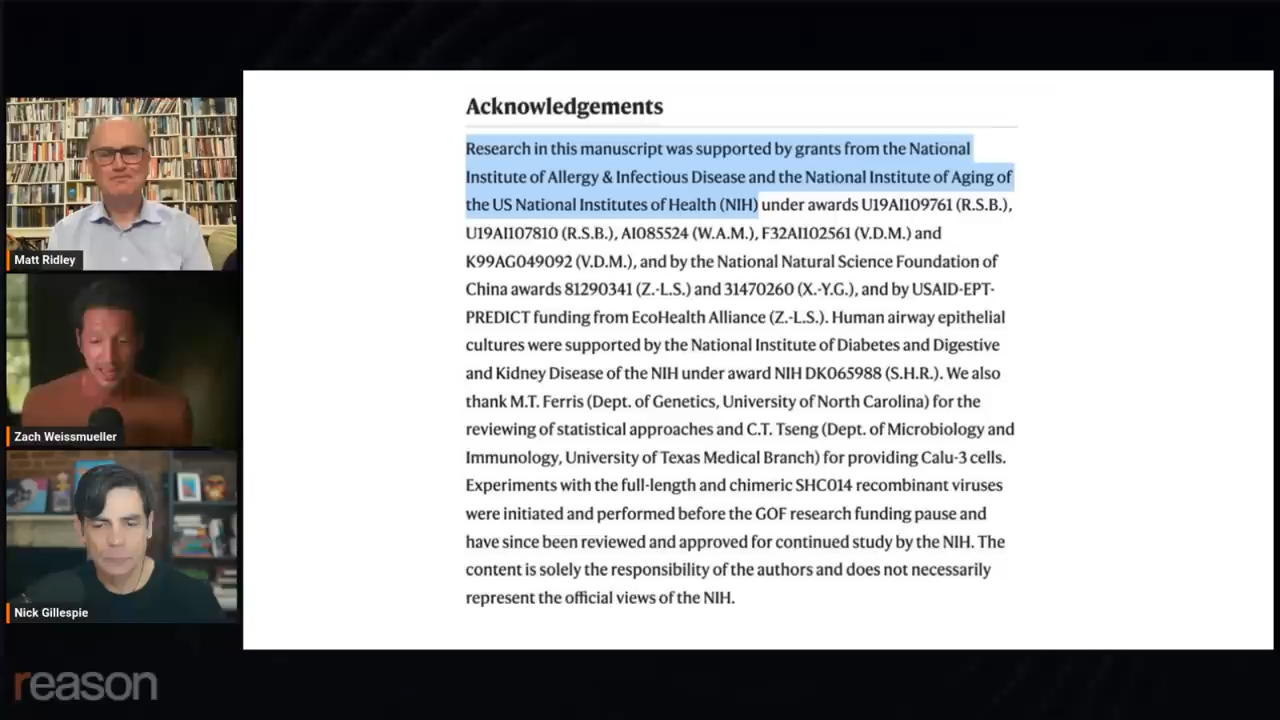 Matt Ridley
Zach Weissmueller
Nick Gillespie
reason
Acknowledgements
Research in this manuscript was supported by grants from the National
Institute of Allergy & Infectious Disease and the National Institute of Aging of
the US National Institutes of Health (NIH) under awards U19AI109761 (R.S.B.),
U19AI107810 (R.S.B.), AI085524 (W.A.M.), F32AI102561 (V.D.M.) and
K99AG049092 (V.D.M.), and by the National Natural Science Foundation of
China awards 81290341 (Z.-L.S.) and 31470260 (X.-Y.G.), and by USAID-EPT-
PREDICT funding from EcoHealth Alliance (Z.-L.S.). Human airway epithelial
cultures were supported by the National Institute of Diabetes and Digestive
and Kidney Disease of the NIH under award NIH DK065988 (S.H.R.). We also
thank M.T. Ferris (Dept. of Genetics, University of North Carolina) for the
reviewing of statistical approaches and C.T. Tseng (Dept. of Microbiology and
Immunology, University of Texas Medical Branch) for providing Calu-3 cells.
Experiments with the full-length and chimeric SHC014 recombinant viruses
were initiated and performed before the GOF research funding pause and
have since been reviewed and approved for continued study by the NIH. The
content is solely the responsibility of the authors and does not necessarily
represent the official views of the NIH.